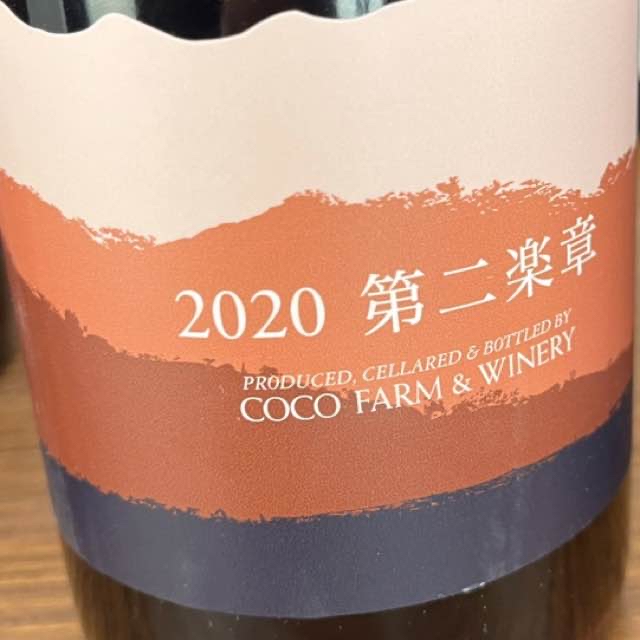 2020 第二楽章
PRODUCED, CELLARED & BOTTLED BY
COCO FARM & WINERY